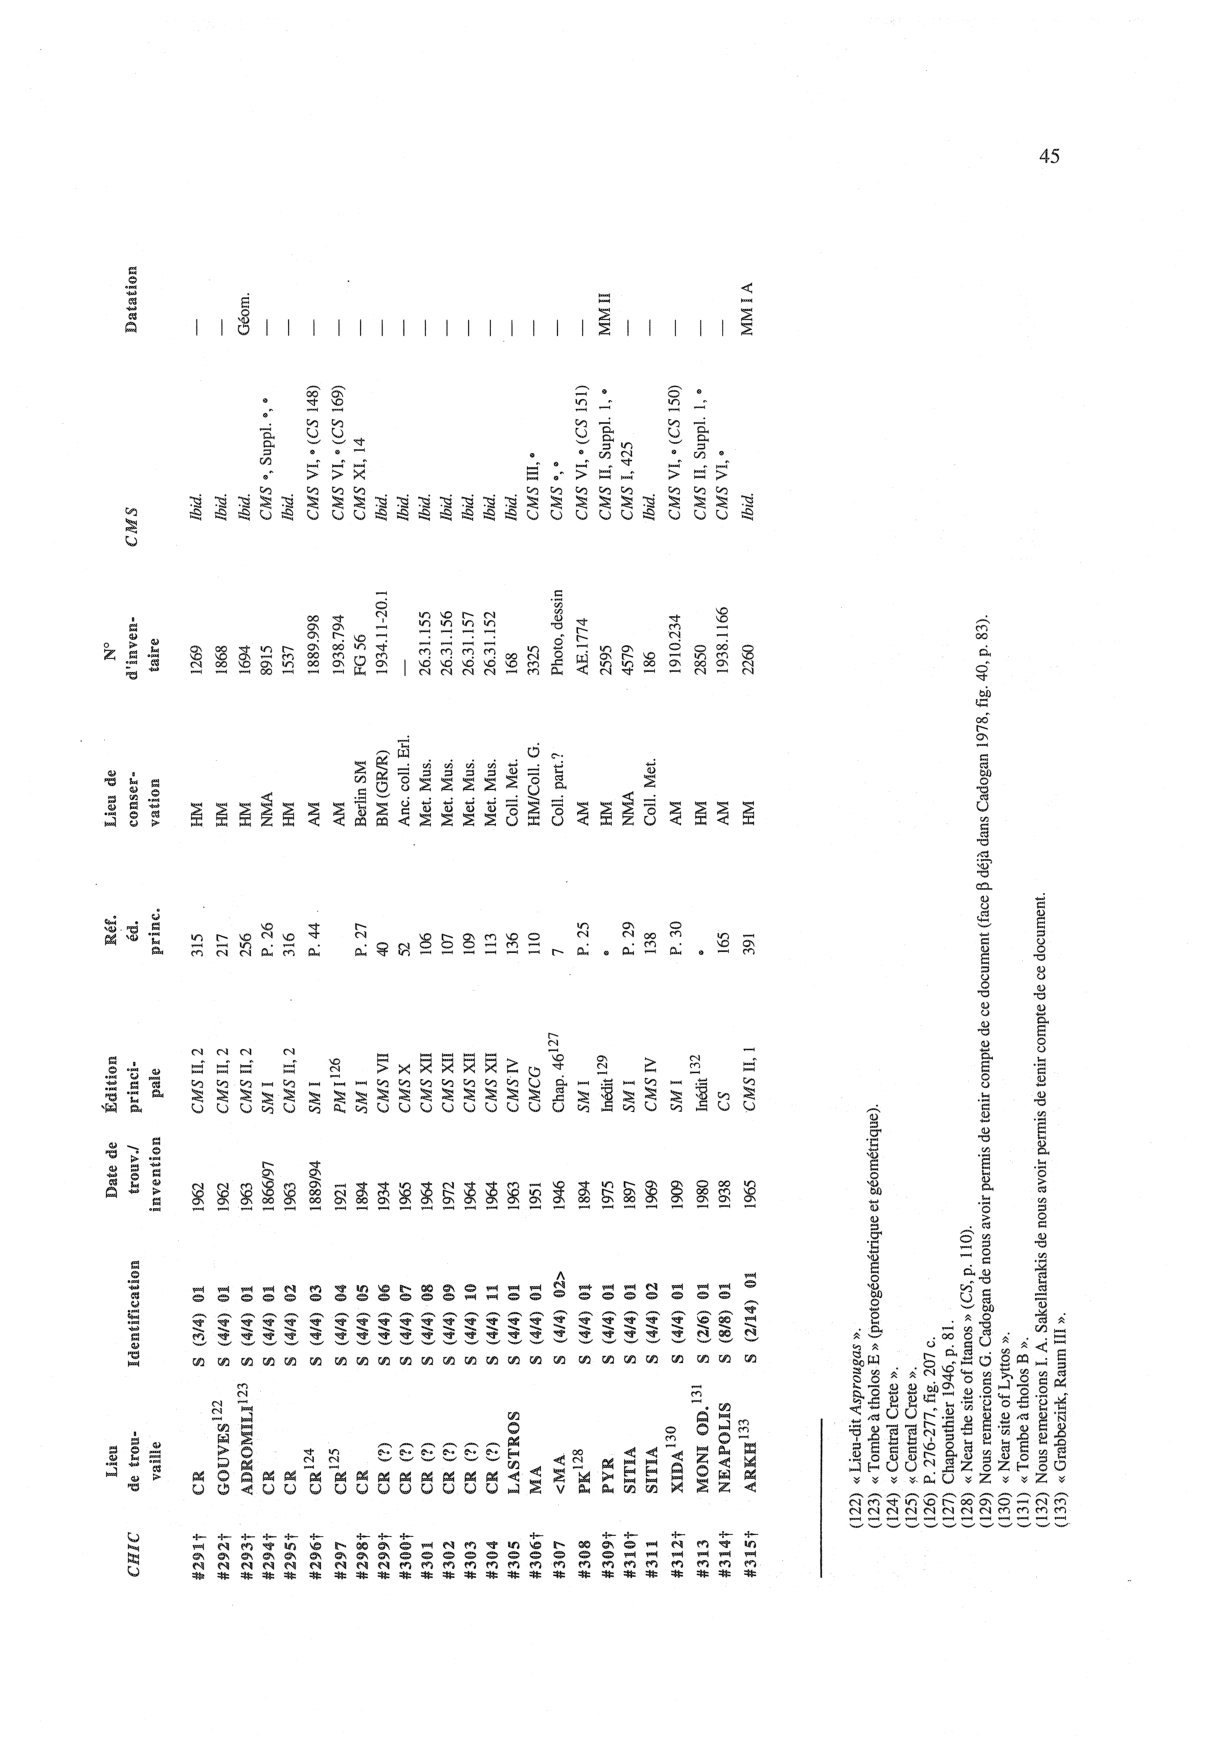 45
CHIC Lieu de trou- vaille Identification Date de trouv./ invention Édition princi- pale Réf. éd. princ. Lieu de conser- vation N° d'inven- taire CMS Datation
#291† CR S (3/4) 01 1962 CMS II, 2 315 HM 1269 Ibid. —
#292† GOUVES122 S (4/4) 01 1962 CMS II, 2 217 HM 1868 Ibid. —
#293† ADROMILI123 S (4/4) 01 1963 CMS II, 2 256 HM 1694 Ibid. Géom.
#294† CR S (4/4) 01 1866/97 SM I P. 26 NMA 8915 CMS *, Suppl. *, * —
#295† CR S (4/4) 02 1963 CMS II, 2 316 HM 1537 Ibid. —
#296† CR124 S (4/4) 03 1889/94 SM I P. 44 AM 1889.998 CMS VI, * (CS 148) —
#297 CR125 S (4/4) 04 1921 PM I126 AM 1938.794 CMS VI, * (CS 169) —
#298† CR S (4/4) 05 1894 SM I P. 27 Berlin SM FG 56 CMS XI, 14 —
#299† CR (?) S (4/4) 06 1934 CMS VII 40 BM (GR/R) 1934.11-20.1 Ibid. —
#300† CR (?) S (4/4) 07 1965 CMS X 52 Anc. coll. Erl. — Ibid. —
#301 CR (?) S (4/4) 08 1964 CMS XII 106 Met. Mus. 26.31.155 Ibid. —
#302 CR (?) S (4/4) 09 1972 CMS XII 107 Met. Mus. 26.31.156 Ibid. —
#303 CR (?) S (4/4) 10 1964 CMS XII 109 Met. Mus. 26.31.157 Ibid. —
#304 CR (?) S (4/4) 11 1964 CMS XII 113 Met. Mus. 26.31.152 Ibid. —
#305 LASTROS S (4/4) 01 1963 CMS IV 136 Coll. Met. 168 Ibid. —
#306† MA S (4/4) 01 1951 CMCG 110 HM/Coll. G. 3325 CMS III, * —
#307 <MA S (4/4) 02> 1946 Chap. 46127 7 Coll. part.? Photo, dessin CMS *, * —
#308 PK128 S (4/4) 01 1894 SM I P. 25 AM AE.1774 CMS VI, * (CS 151) —
#309† PYR S (4/4) 01 1975 Inédit129 * HM 2595 CMS II, Suppl. 1, * MM II
#310† SITIA S (4/4) 01 1897 SM I P. 29 NMA 4579 CMS I, 425 —
#311 SITIA S (4/4) 02 1969 CMS IV 138 Coll. Met. 186 Ibid. —
#312† XIDA130 S (4/4) 01 1909 SM I P. 30 AM 1910.234 CMS VI, * (CS 150) —
#313 MONI OD.131 S (2/6) 01 1980 Inédit132 * HM 2850 CMS II, Suppl. 1, * —
#314† NEAPOLIS S (8/8) 01 1938 CS 165 AM 1938.1166 CMS VI, * —
#315† ARKH133 S (2/14) 01 1965 CMS II, 1 391 HM 2260 Ibid. MM I A
(122) « Lieu-dit Asprougas ».
(123) « Tombe à tholos E » (protogéométrique et géométrique).
(124) « Central Crete ».
(125) « Central Crete ».
(126) P. 276-277, fig. 207 c.
(127) Chapouthier 1946, p. 81.
(128) « Near the site of Itanos » (CS, p. 110).
(129) Nous remercions G. Cadogan de nous avoir permis de tenir compte de ce document (face β déjà dans Cadogan 1978, fig. 40, p. 83).
(130) « Near site of Lyttos ».
(131) « Tombe à tholos B ».
(132) Nous remercions I. A. Sakellarakis de nous avoir permis de tenir compte de ce document.
(133) « Grabbezirk, Raum III ».